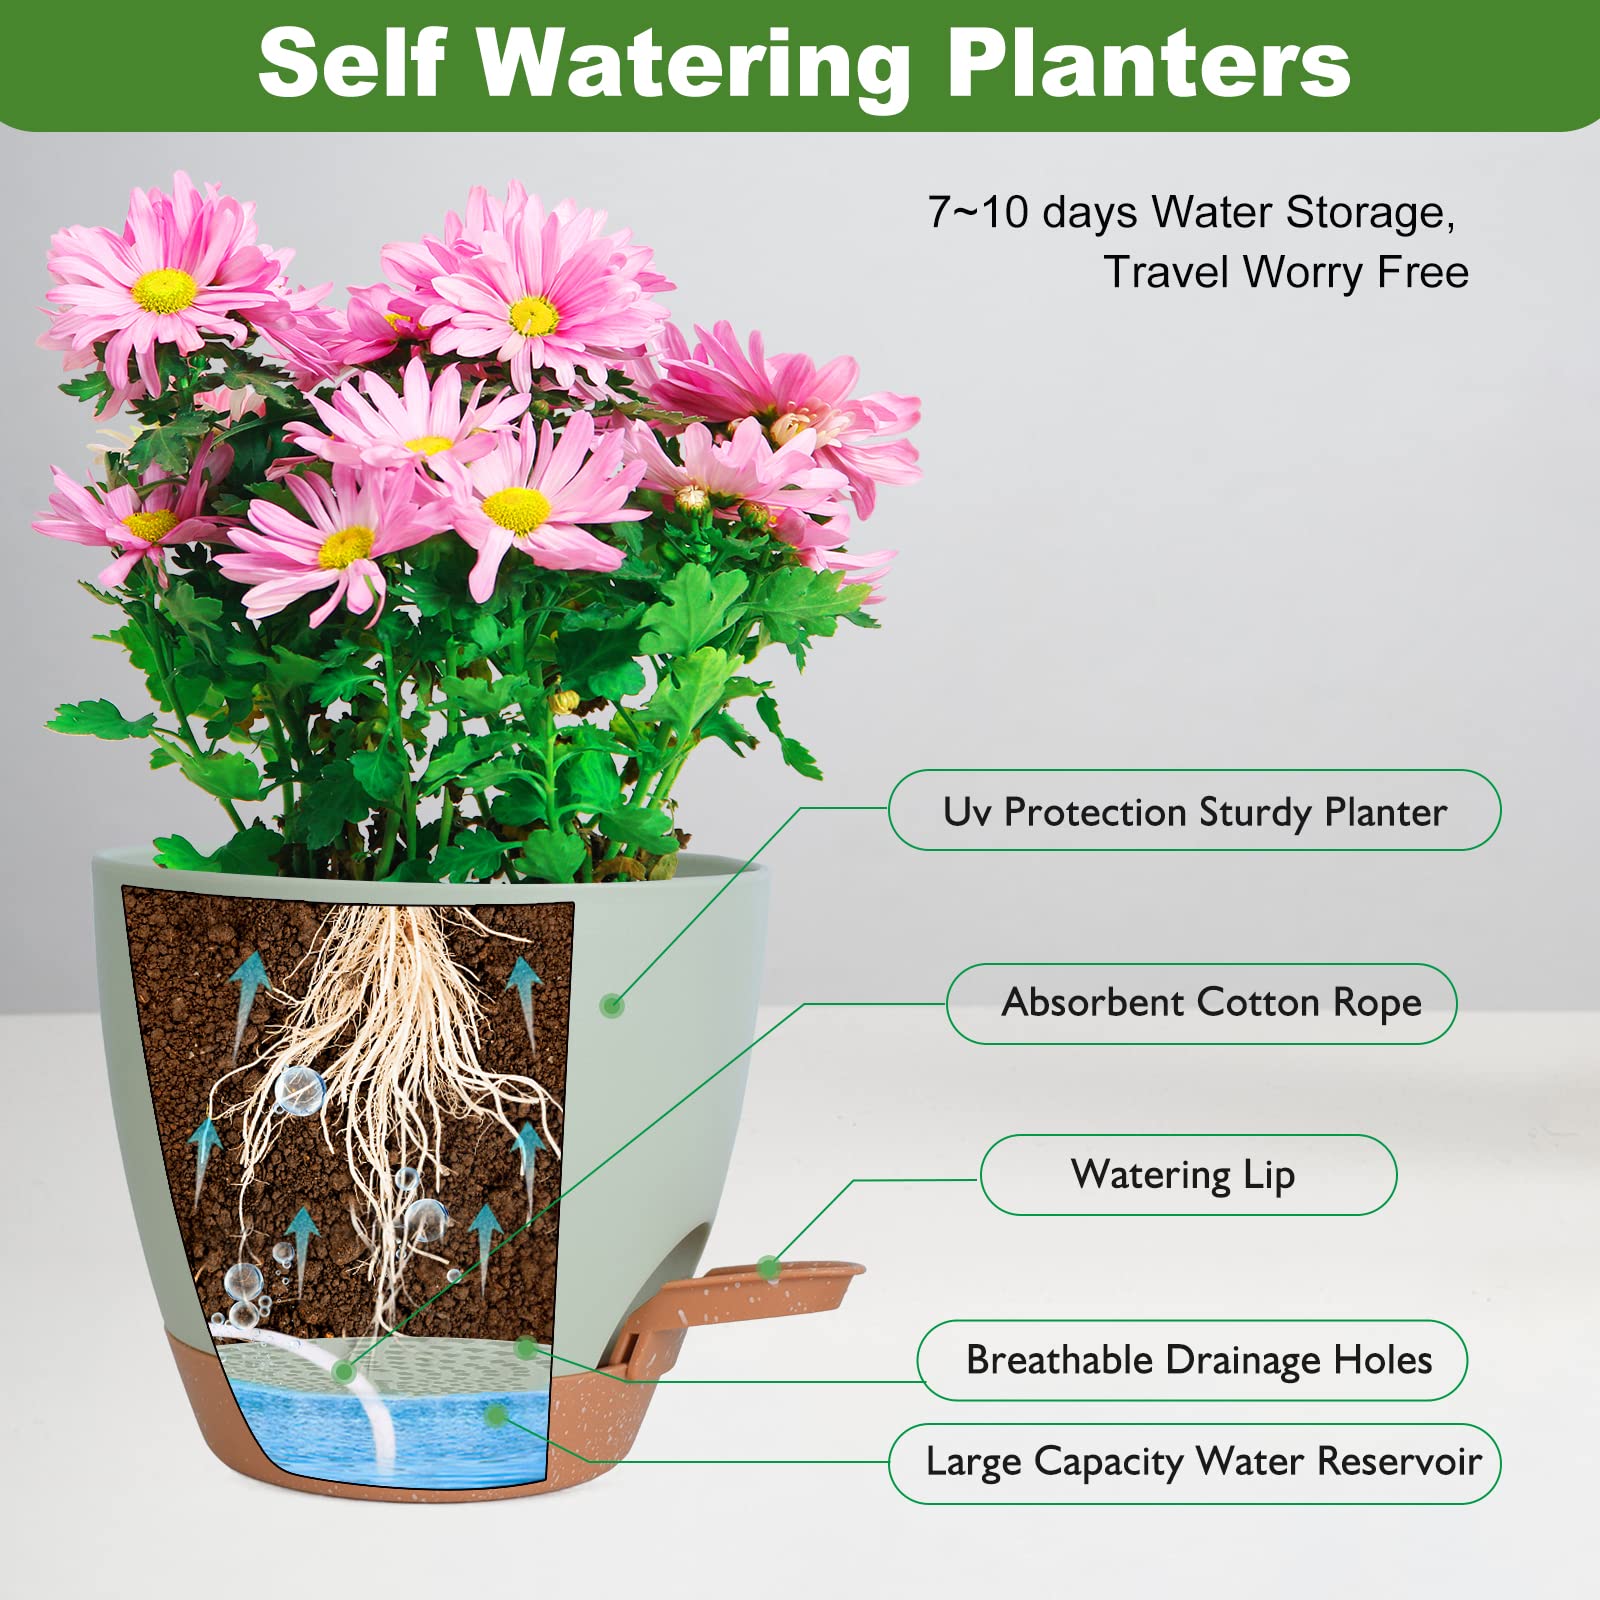 Self Watering Planters
7~10 days Water Storage,
Travel Worry Free
Uv Protection Sturdy Planter
Absorbent Cotton Rope
Watering Lip
Breathable Drainage Holes
Large Capacity Water Reservoir